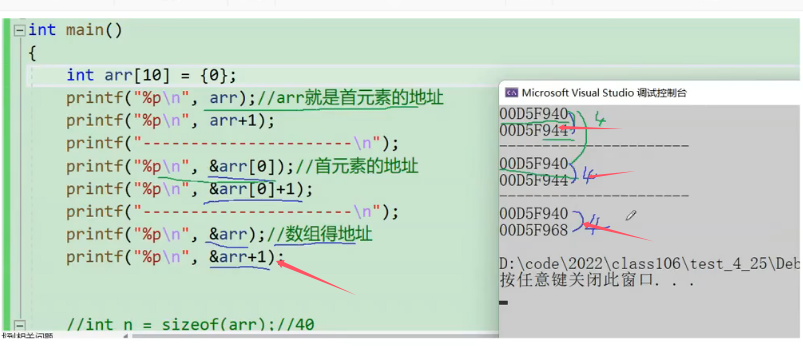 int main()
{
int arr[10] = {0};
printf("%p\n", arr);//arr就是首元素的地址
printf("%p\n", arr+1);
printf("----------------------\n");
printf("%p\n", &arr[0]);//首元素的地址
printf("%p\n", &arr[0]+1);
printf("----------------------\n");
printf("%p\n", &arr);//数组得地址
printf("%p\n", &arr+1);
//int n = sizeof(arr);//40
Microsoft Visual Studio 调试控制台
00D5F940
00D5F944
4
----------------------
00D5F940
00D5F944
4
----------------------
00D5F940
00D5F968
4
D:\code\2022\class106\test_4_25\Deb
按任意键关闭此窗口. . .